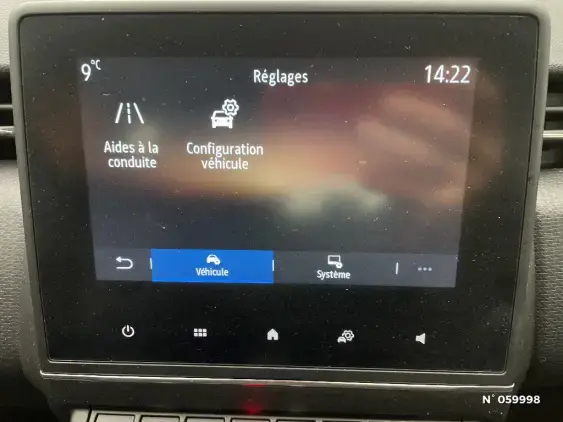 9°C
Réglages
14:22
Aides à la
conduite
Configuration
véhicule
Véhicule
Système
N°059998